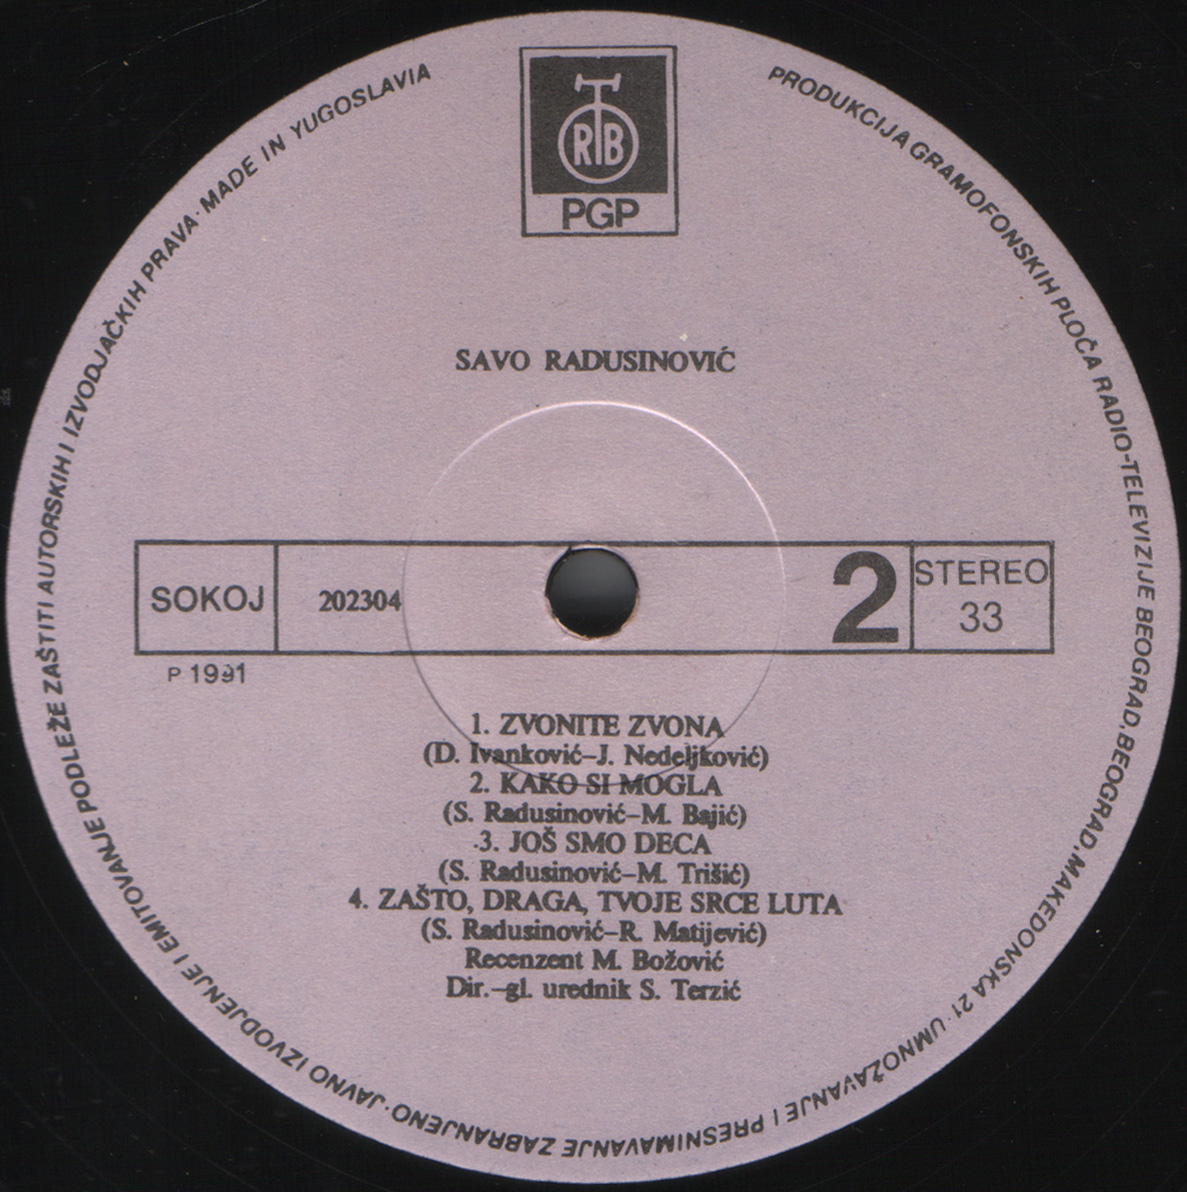 RTB
PGP
PRODUKCIJA GRAMOFONSKIH PLOČA RADIO-TELEVIZIJE BEOGRAD, BEOGRAD, MAKEDONSKA 21 · UMNOŽAVANJE I PRESNIMAVANJE ZABRANJENO · JAVNO IZVODJENJE I EMITOVANJE PODLEŽE ZAŠTITI AUTORSKIH I IZVODJAČKIH PRAVA · MADE IN YUGOSLAVIA
SAVO RADUSINOVIĆ
SOKOJ
202304
2
STEREO
33
P 1991
1. ZVONITE ZVONA
(D. Ivanković–J. Nedeljković)
2. KAKO SI MOGLA
(S. Radusinović–M. Bajić)
3. JOŠ SMO DECA
(S. Radusinović–M. Trišić)
4. ZAŠTO, DRAGA, TVOJE SRCE LUTA
(S. Radusinović–R. Matijević)
Recenzent M. Božović
Dir.–gl. urednik S. Terzić